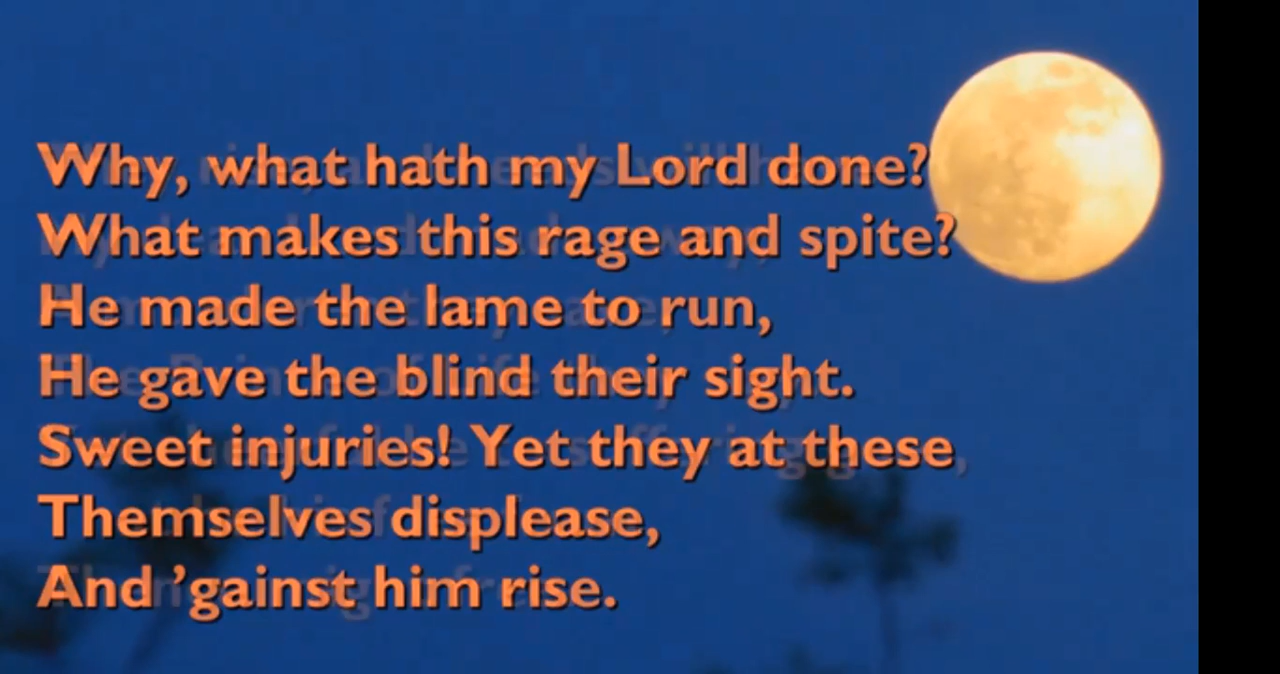 Why, what hath my Lord done?
What makes this rage and spite?
He made the lame to run,
He gave the blind their sight.
Sweet injuries! Yet they at these
Themselves displease,
And ’gainst him rise.